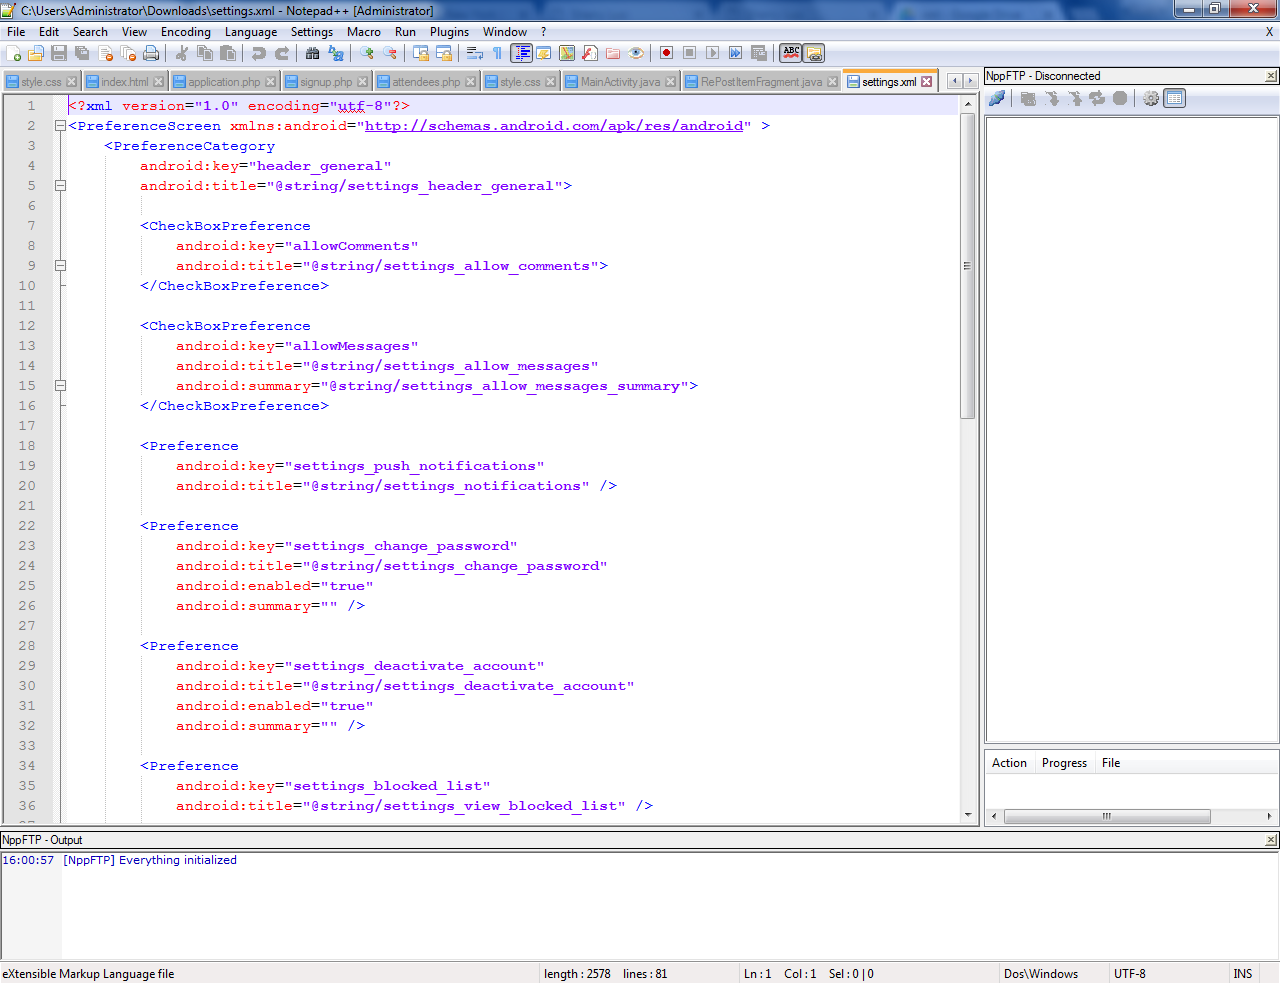 C:\Users\Administrator\Downloads\settings.xml - Notepad++ [Administrator]
File Edit Search View Encoding Language Settings Macro Run Plugins Window ? X
style.css index.html application.php signup.php attendees.php style.css MainActivity.java RePostItemFragment.java settings.xml
NppFTP - Disconnected
1 <?xml version="1.0" encoding="utf-8"?>
2 <PreferenceScreen xmlns:android="http://schemas.android.com/apk/res/android" >
3 <PreferenceCategory
4 android:key="header_general"
5 android:title="@string/settings_header_general">
6
7 <CheckBoxPreference
8 android:key="allowComments"
9 android:title="@string/settings_allow_comments">
10 </CheckBoxPreference>
11
12 <CheckBoxPreference
13 android:key="allowMessages"
14 android:title="@string/settings_allow_messages"
15 android:summary="@string/settings_allow_messages_summary">
16 </CheckBoxPreference>
17
18 <Preference
19 android:key="settings_push_notifications"
20 android:title="@string/settings_notifications" />
21
22 <Preference
23 android:key="settings_change_password"
24 android:title="@string/settings_change_password"
25 android:enabled="true"
26 android:summary="" />
27
28 <Preference
29 android:key="settings_deactivate_account"
30 android:title="@string/settings_deactivate_account"
31 android:enabled="true"
32 android:summary="" />
33
34 <Preference
35 android:key="settings_blocked_list"
36 android:title="@string/settings_view_blocked_list" />
Action Progress File
NppFTP - Output
16:00:57 [NppFTP] Everything initialized
eXtensible Markup Language file length : 2578 lines : 81 Ln : 1 Col : 1 Sel : 0 | 0 Dos\Windows UTF-8 INS